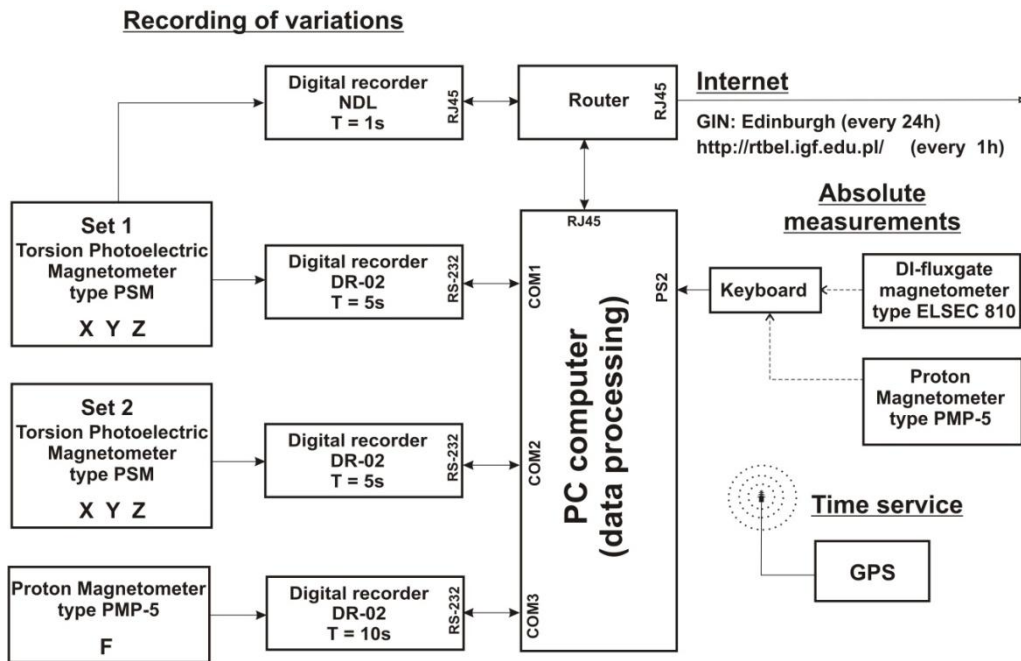 Recording of variations
Digital recorder
NDL
T = 1s
RJ45
Router
RJ45
Internet
GIN: Edinburgh (every 24h)
http://rtbel.igf.edu.pl/ (every 1h)
Set 1
Torsion Photoelectric
Magnetometer
type PSM
X Y Z
Digital recorder
DR-02
T = 5s
RS-232
Set 2
Torsion Photoelectric
Magnetometer
type PSM
X Y Z
Digital recorder
DR-02
T = 5s
RS-232
Proton Magnetometer
type PMP-5
F
Digital recorder
DR-02
T = 10s
RS-232
RJ45
COM1
COM2
COM3
PS2
PC computer
(data processing)
Absolute
measurements
Keyboard
DI-fluxgate
magnetometer
type ELSEC 810
Proton
Magnetometer
type PMP-5
Time service
GPS